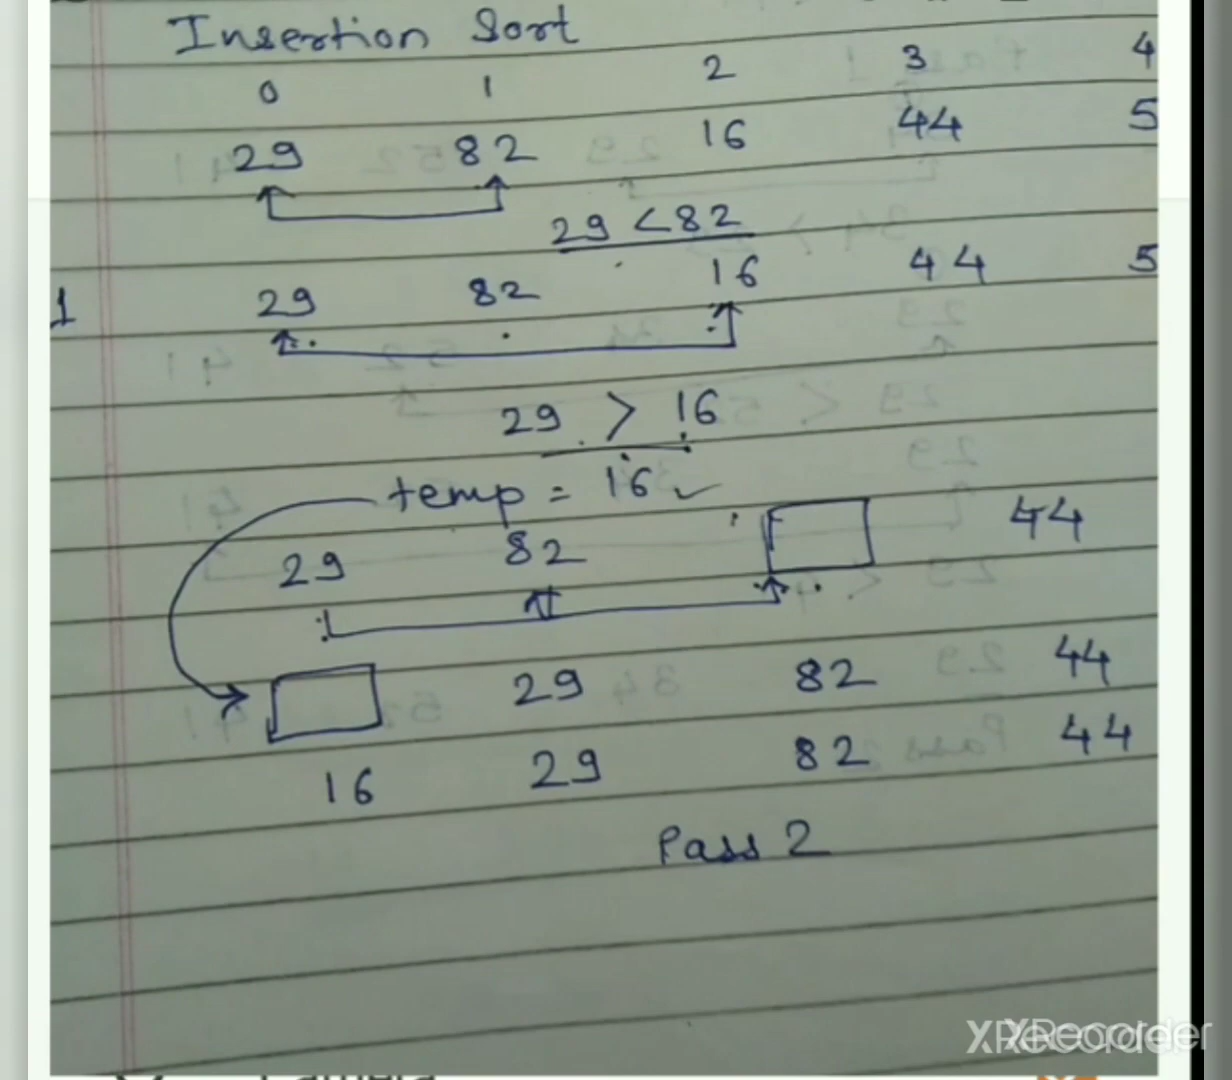 Insertion Sort
0 1 2 3 4
29 82 16 44 5
29 < 82
1 29 82 16 44 5
29 > 16
temp = 16 ✓
29 82 44
29 82 44
16 29 82 44
Pass 2
XRecorder